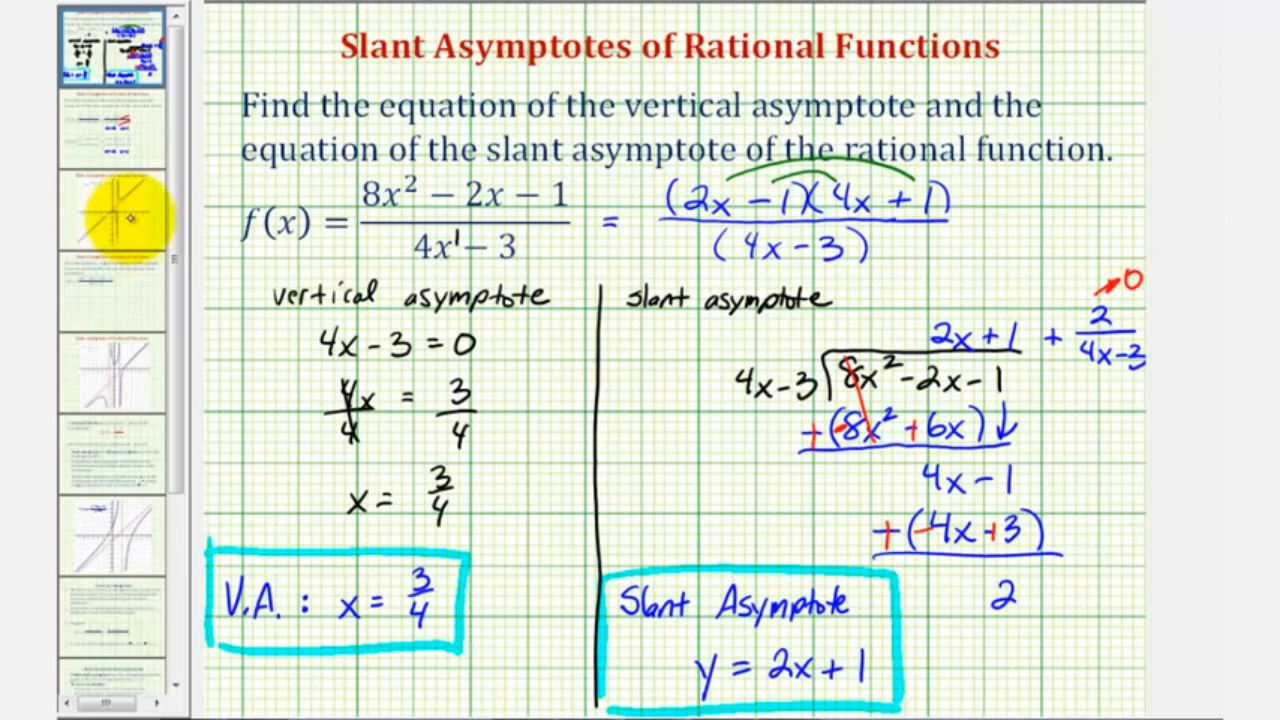 Slant Asymptotes of Rational Functions
Find the equation of the vertical asymptote and the
equation of the slant asymptote of the rational function.
f(x) = (8x² − 2x − 1)/(4x¹ − 3) = ((2x − 1)(4x + 1))/((4x − 3))
vertical asymptote
4x − 3 = 0
4x/4 = 3/4
x = 3/4
V.A. : x = 3/4
slant asymptote
→ 0
2x + 1 + 2/(4x − 3)
4x − 3 ) 8x² − 2x − 1
+ (−8x² + 6x) ↓
4x − 1
+ (−4x + 3)
2
Slant Asymptote
y = 2x + 1